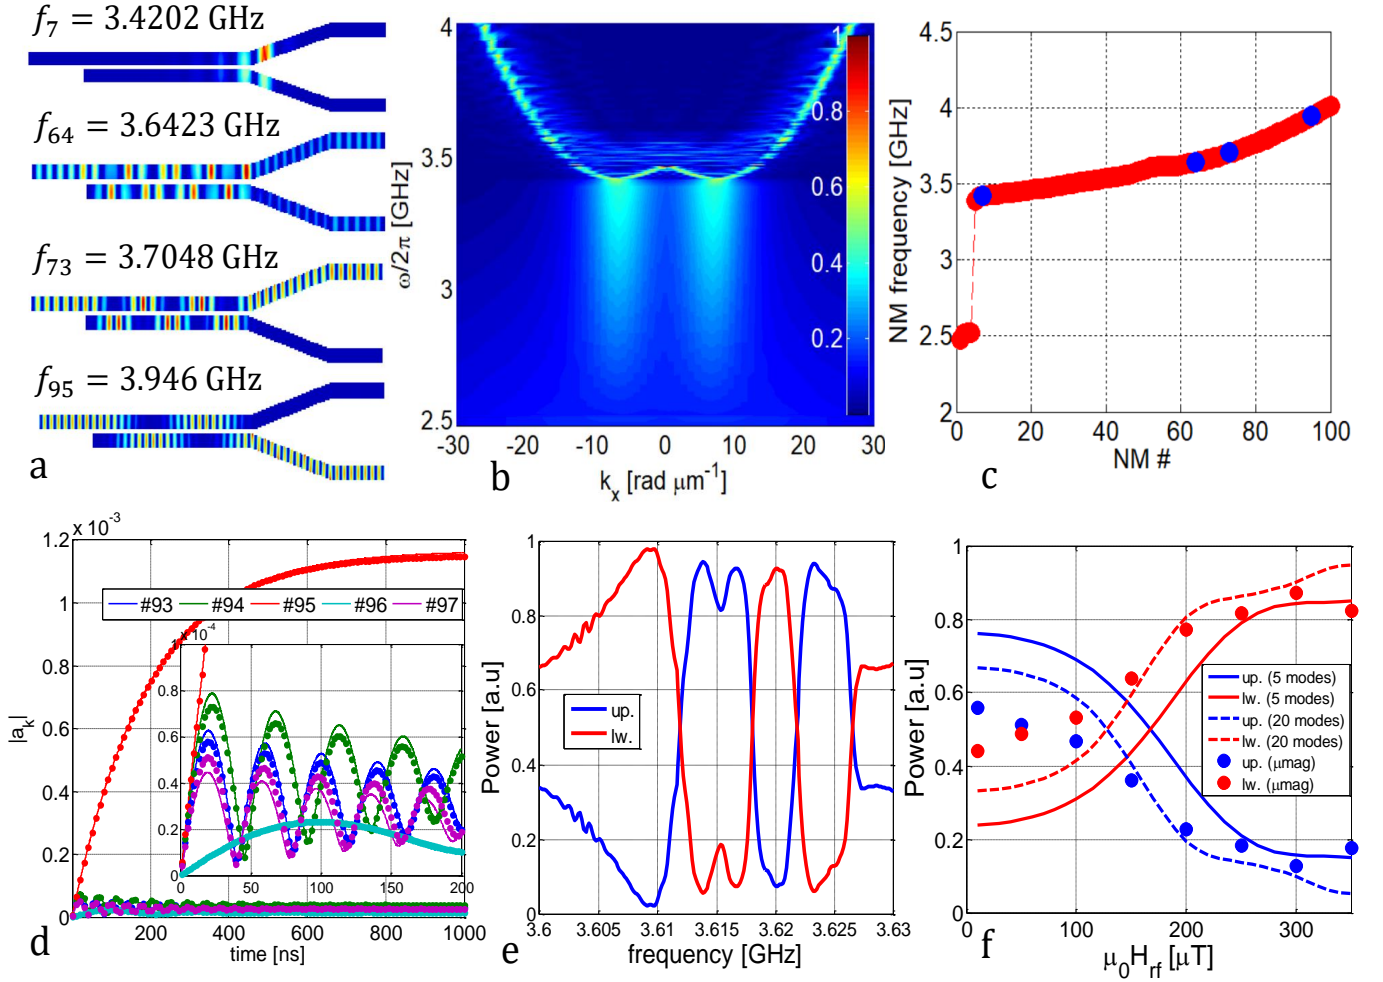 f7 = 3.4202 GHz
f64 = 3.6423 GHz
f73 = 3.7048 GHz
f95 = 3.946 GHz
a
4
3.5
3
2.5
ω/2π [GHz]
-30 -20 -10 0 10 20 30
kx [rad μm-1]
1
0.8
0.6
0.4
0.2
b
4.5
4
3.5
3
2.5
2
NM frequency [GHz]
0 20 40 60 80 100
NM #
c
x 10-3
1.2
1
0.8
0.6
0.4
0.2
0
|ak|
#93 #94 #95 #96 #97
x 10-4
1
0.8
0.6
0.4
0.2
0
0 50 100 150 200
200 400 600 800 1000
time [ns]
d
1
0.8
0.6
0.4
0.2
0
Power [a.u]
up.
lw.
3.6 3.605 3.61 3.615 3.62 3.625 3.63
frequency [GHz]
e
1
0.8
0.6
0.4
0.2
0
Power [a.u]
up. (5 modes)
lw. (5 modes)
up. (20 modes)
lw. (20 modes)
up. (μmag)
lw. (μmag)
0 100 200 300
μ0Hrf [μT]
f